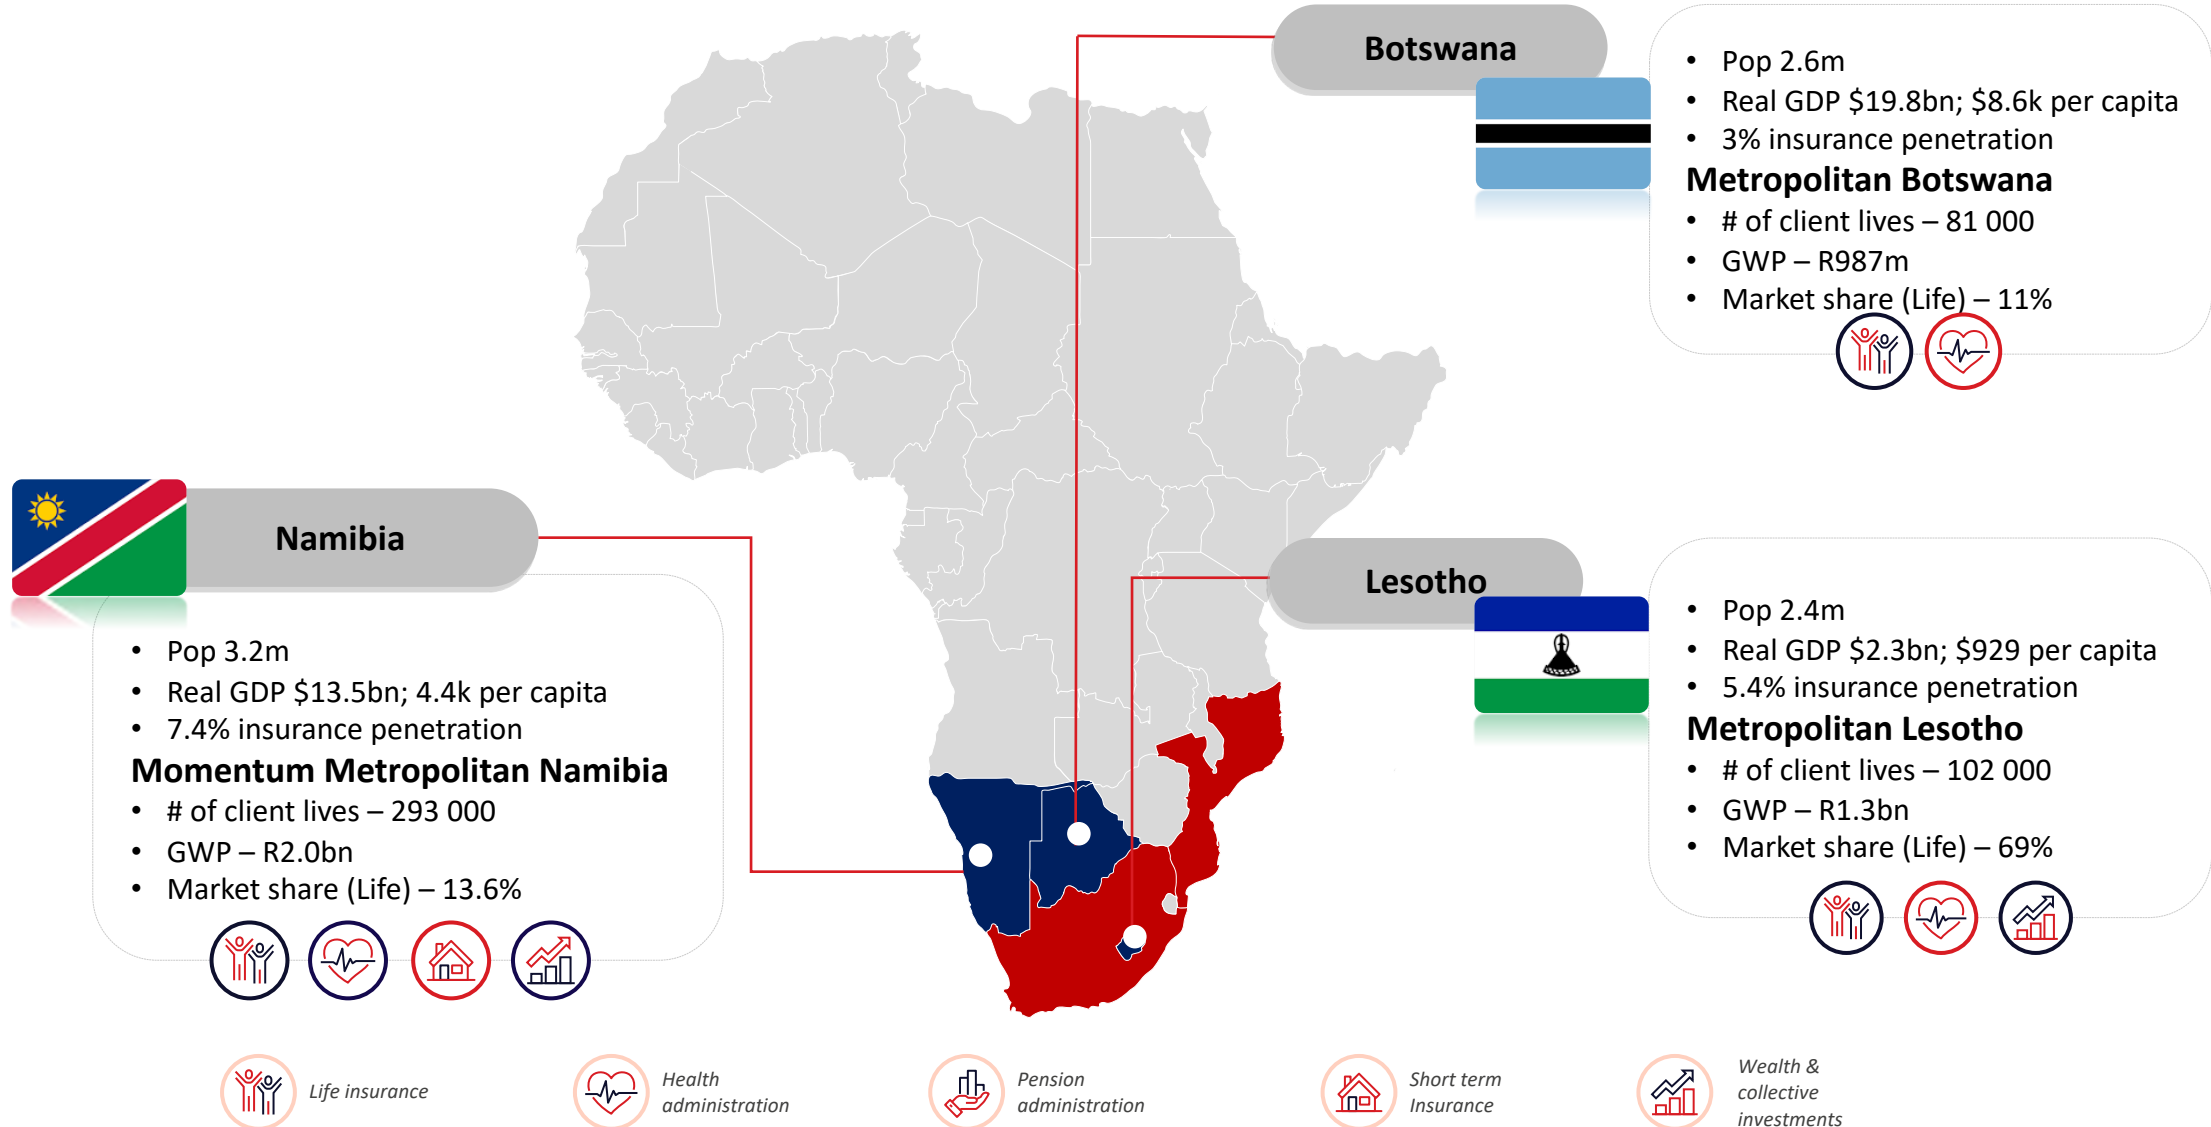 Botswana
• Pop 2.6m
• Real GDP $19.8bn; $8.6k per capita
• 3% insurance penetration
Metropolitan Botswana
• # of client lives – 81 000
• GWP – R987m
• Market share (Life) – 11%
Namibia
• Pop 3.2m
• Real GDP $13.5bn; 4.4k per capita
• 7.4% insurance penetration
Momentum Metropolitan Namibia
• # of client lives – 293 000
• GWP – R2.0bn
• Market share (Life) – 13.6%
Lesotho
• Pop 2.4m
• Real GDP $2.3bn; $929 per capita
• 5.4% insurance penetration
Metropolitan Lesotho
• # of client lives – 102 000
• GWP – R1.3bn
• Market share (Life) – 69%
Life insurance
Health
administration
Pension
administration
Short term
Insurance
Wealth &
collective
investments